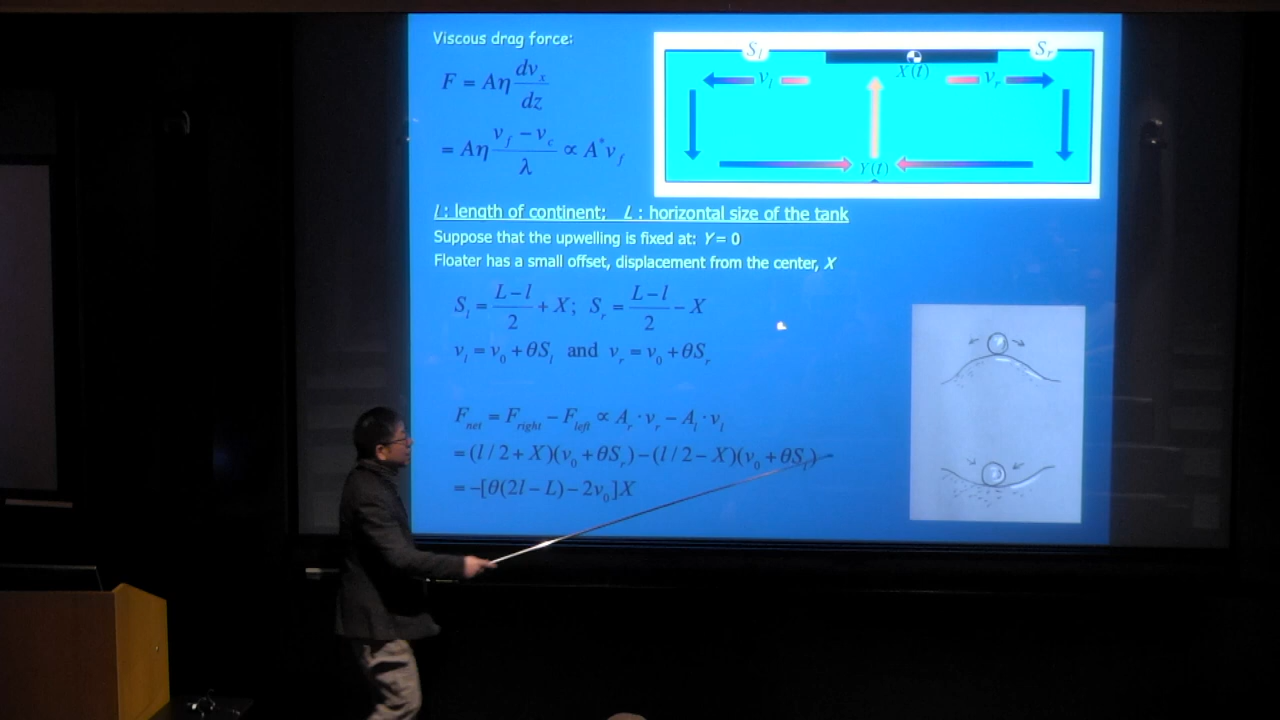 Viscous drag force:
F = Aη dv_x/dz
= Aη (v_f − v_c)/λ ∝ A*v_f
S_l
S_r
v_l
X(t)
v_r
Y(t)
l : length of continent; L : horizontal size of the tank
Suppose that the upwelling is fixed at: Y = 0
Floater has a small offset, displacement from the center, X
S_l = (L−l)/2 + X; S_r = (L−l)/2 − X
v_l = v_0 + θS_l and v_r = v_0 + θS_r
F_net = F_right − F_left ∝ A_r · v_r − A_l · v_l
= (l / 2 + X)(v_0 + θS_r) − (l / 2 − X)(v_0 + θS_l)
= −[θ(2l − L) − 2v_0]X